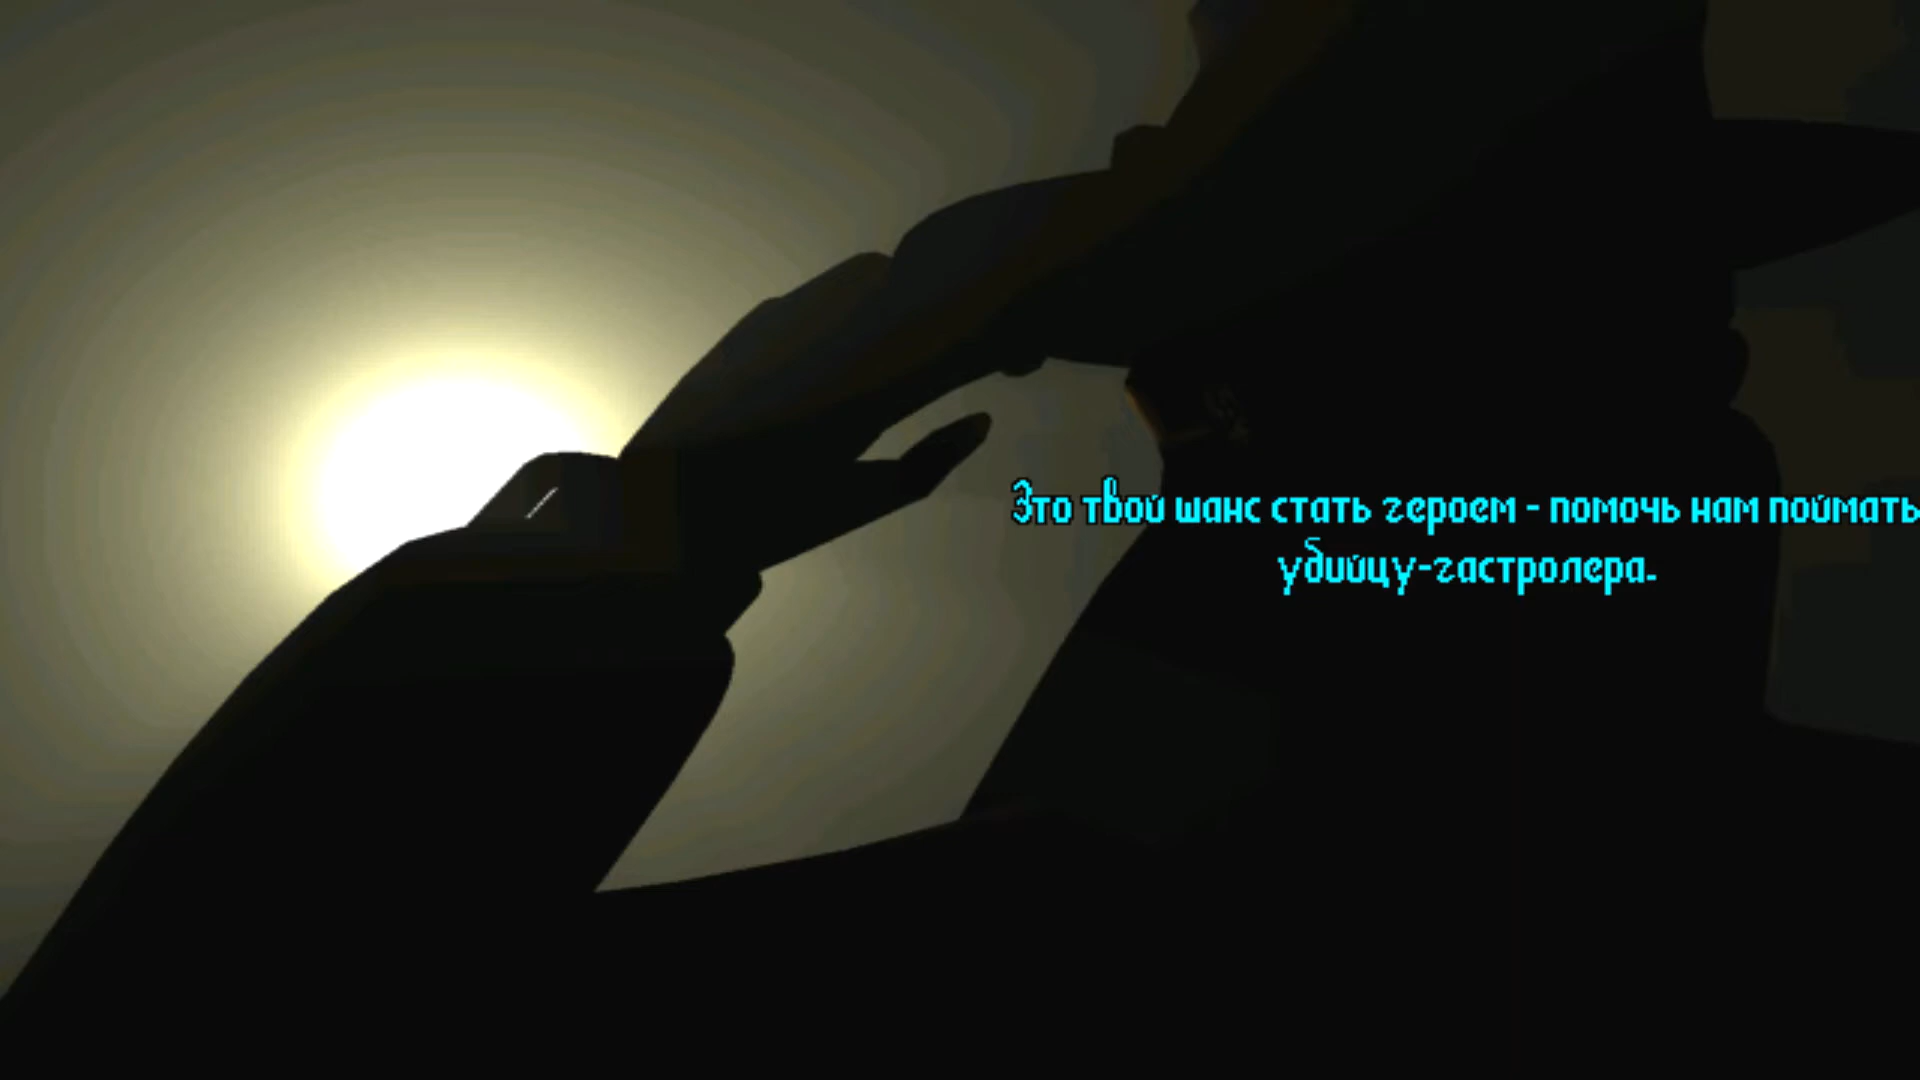 Это твой шанс стать героем - помочь нам поймать
убийцу-гастролера.